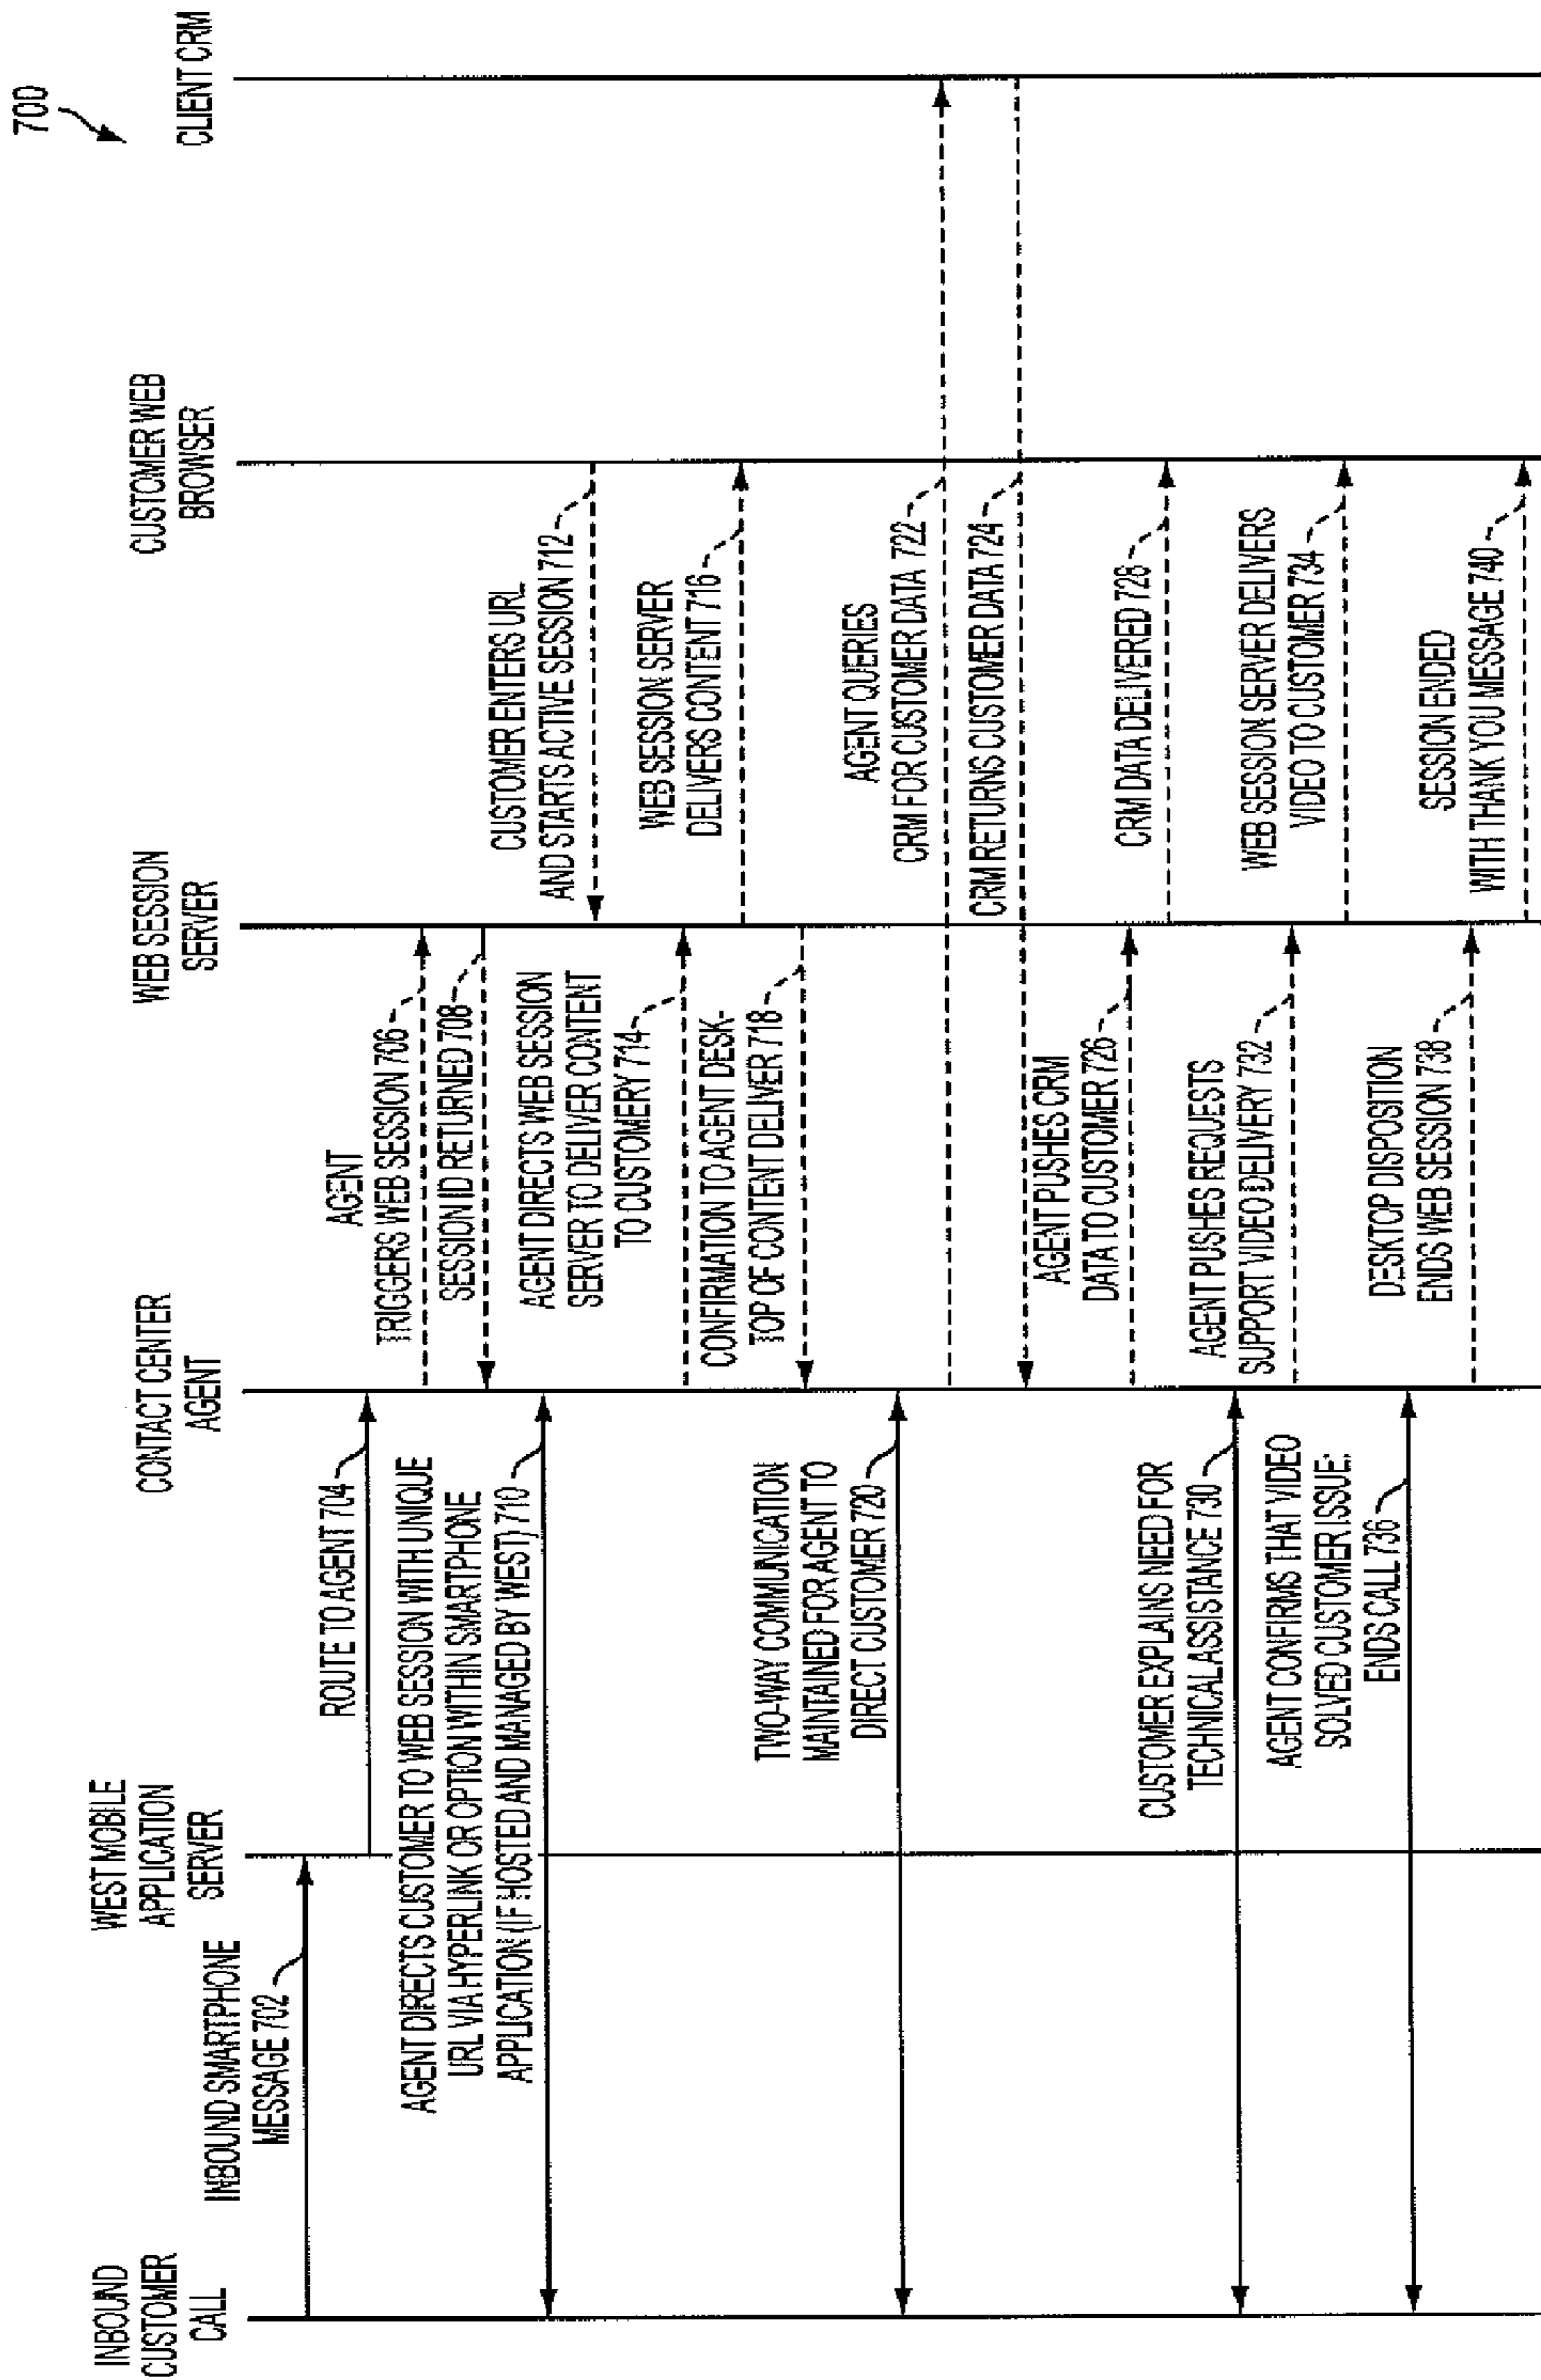 700
INBOUND
CUSTOMER
CALL
WEST MOBILE
APPLICATION
SERVER
CONTACT CENTER
AGENT
WEB SESSION
SERVER
CUSTOMER WEB
BROWSER
CLIENT CRM
INBOUND SMARTPHONE
MESSAGE 702
ROUTE TO AGENT 704
AGENT
TRIGGERS WEB SESSION 706
SESSION ID RETURNED 708
AGENT DIRECTS CUSTOMER TO WEB SESSION WITH UNIQUE
URL VIA HYPERLINK OR OPTION WITHIN SMARTPHONE
APPLICATION (IF HOSTED AND MANAGED BY WEST) 710
CUSTOMER ENTERS URL
AND STARTS ACTIVE SESSION 712
AGENT DIRECTS WEB SESSION
SERVER TO DELIVER CONTENT
TO CUSTOMERY 714
WEB SESSION SERVER
DELIVERS CONTENT 716
CONFIRMATION TO AGENT DESK-
TOP OF CONTENT DELIVER 718
TWO-WAY COMMUNICATION
MAINTAINED FOR AGENT TO
DIRECT CUSTOMER 720
AGENT QUERIES
CRM FOR CUSTOMER DATA 722
CRM RETURNS CUSTOMER DATA 724
AGENT PUSHES CRM
DATA TO CUSTOMER 726
CRM DATA DELIVERED 728
CUSTOMER EXPLAINS NEED FOR
TECHNICAL ASSISTANCE 730
AGENT PUSHES REQUESTS
SUPPORT VIDEO DELIVERY 732
WEB SESSION SERVER DELIVERS
VIDEO TO CUSTOMER 734
AGENT CONFIRMS THAT VIDEO
SOLVED CUSTOMER ISSUE;
ENDS CALL 736
DESKTOP DISPOSITION
ENDS WEB SESSION 738
SESSION ENDED
WITH THANK YOU MESSAGE 740